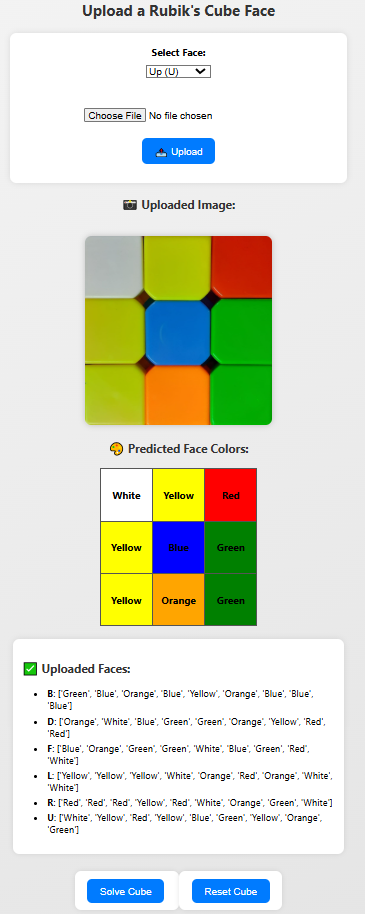 Upload a Rubik's Cube Face
Select Face:
Up (U)
Choose File No file chosen
📤 Upload
📷 Uploaded Image:
🎨 Predicted Face Colors:
White Yellow Red
Yellow Blue Green
Yellow Orange Green
✅ Uploaded Faces:
• B: ['Green', 'Blue', 'Orange', 'Blue', 'Yellow', 'Orange', 'Blue', 'Blue',
'Blue']
• D: ['Orange', 'White', 'Blue', 'Green', 'Green', 'Orange', 'Yellow', 'Red',
'Red']
• F: ['Blue', 'Orange', 'Green', 'Green', 'White', 'Blue', 'Green', 'Red',
'White']
• L: ['Yellow', 'Yellow', 'Yellow', 'White', 'Orange', 'Red', 'Orange', 'White',
'White']
• R: ['Red', 'Red', 'Red', 'Yellow', 'Red', 'White', 'Orange', 'Green', 'White']
• U: ['White', 'Yellow', 'Red', 'Yellow', 'Blue', 'Green', 'Yellow', 'Orange',
'Green']
Solve Cube Reset Cube